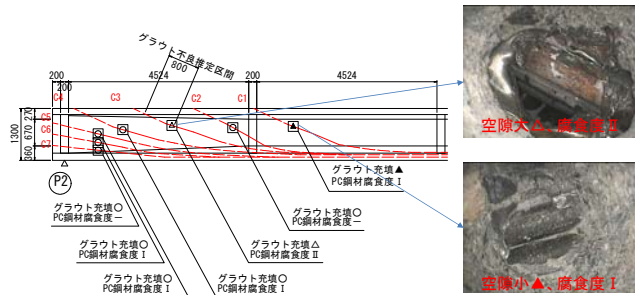 グラウト不良推定区間
800
200
4524
200
4524
200
C4
C3
C2
C1
C5
C6
C7
1300
270
670
360
P2
グラウト充填▲
PC鋼材腐食度Ⅰ
グラウト充填○
PC鋼材腐食度ー
グラウト充填○
PC鋼材腐食度ー
グラウト充填○
PC鋼材腐食度Ⅰ
グラウト充填△
PC鋼材腐食度Ⅱ
グラウト充填○
PC鋼材腐食度Ⅰ
グラウト充填○
PC鋼材腐食度Ⅰ
空隙大△、腐食度Ⅱ
空隙小▲、腐食度Ⅰ